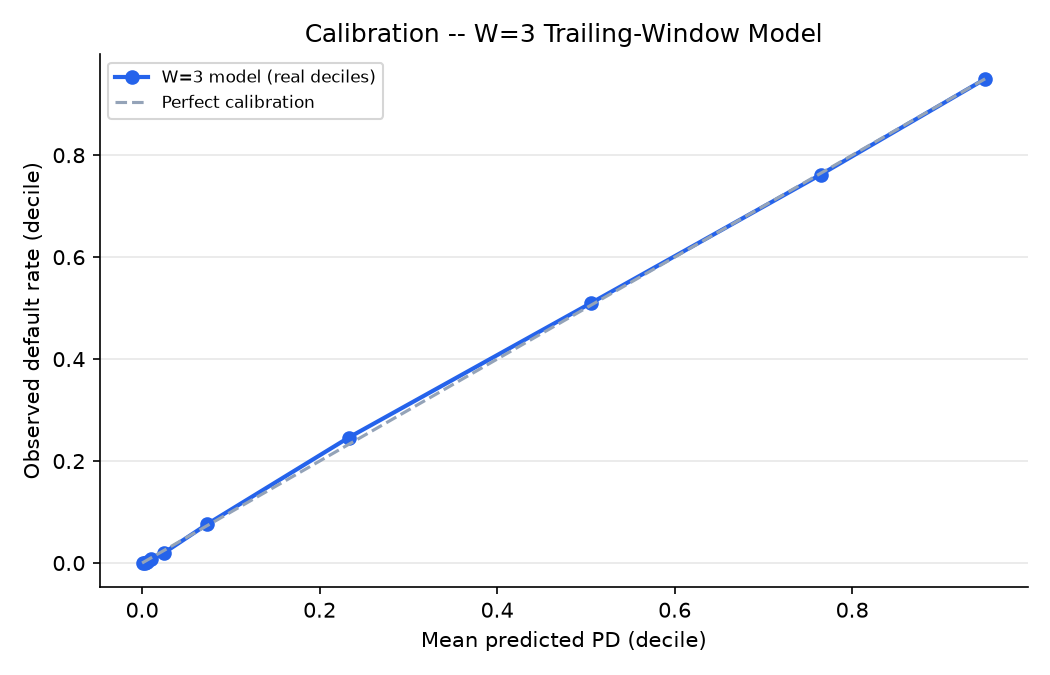 Calibration -- W=3 Trailing-Window Model
W=3 model (real deciles)
Perfect calibration
Observed default rate (decile)
0.8
0.6
0.4
0.2
0.0
0.0 0.2 0.4 0.6 0.8
Mean predicted PD (decile)